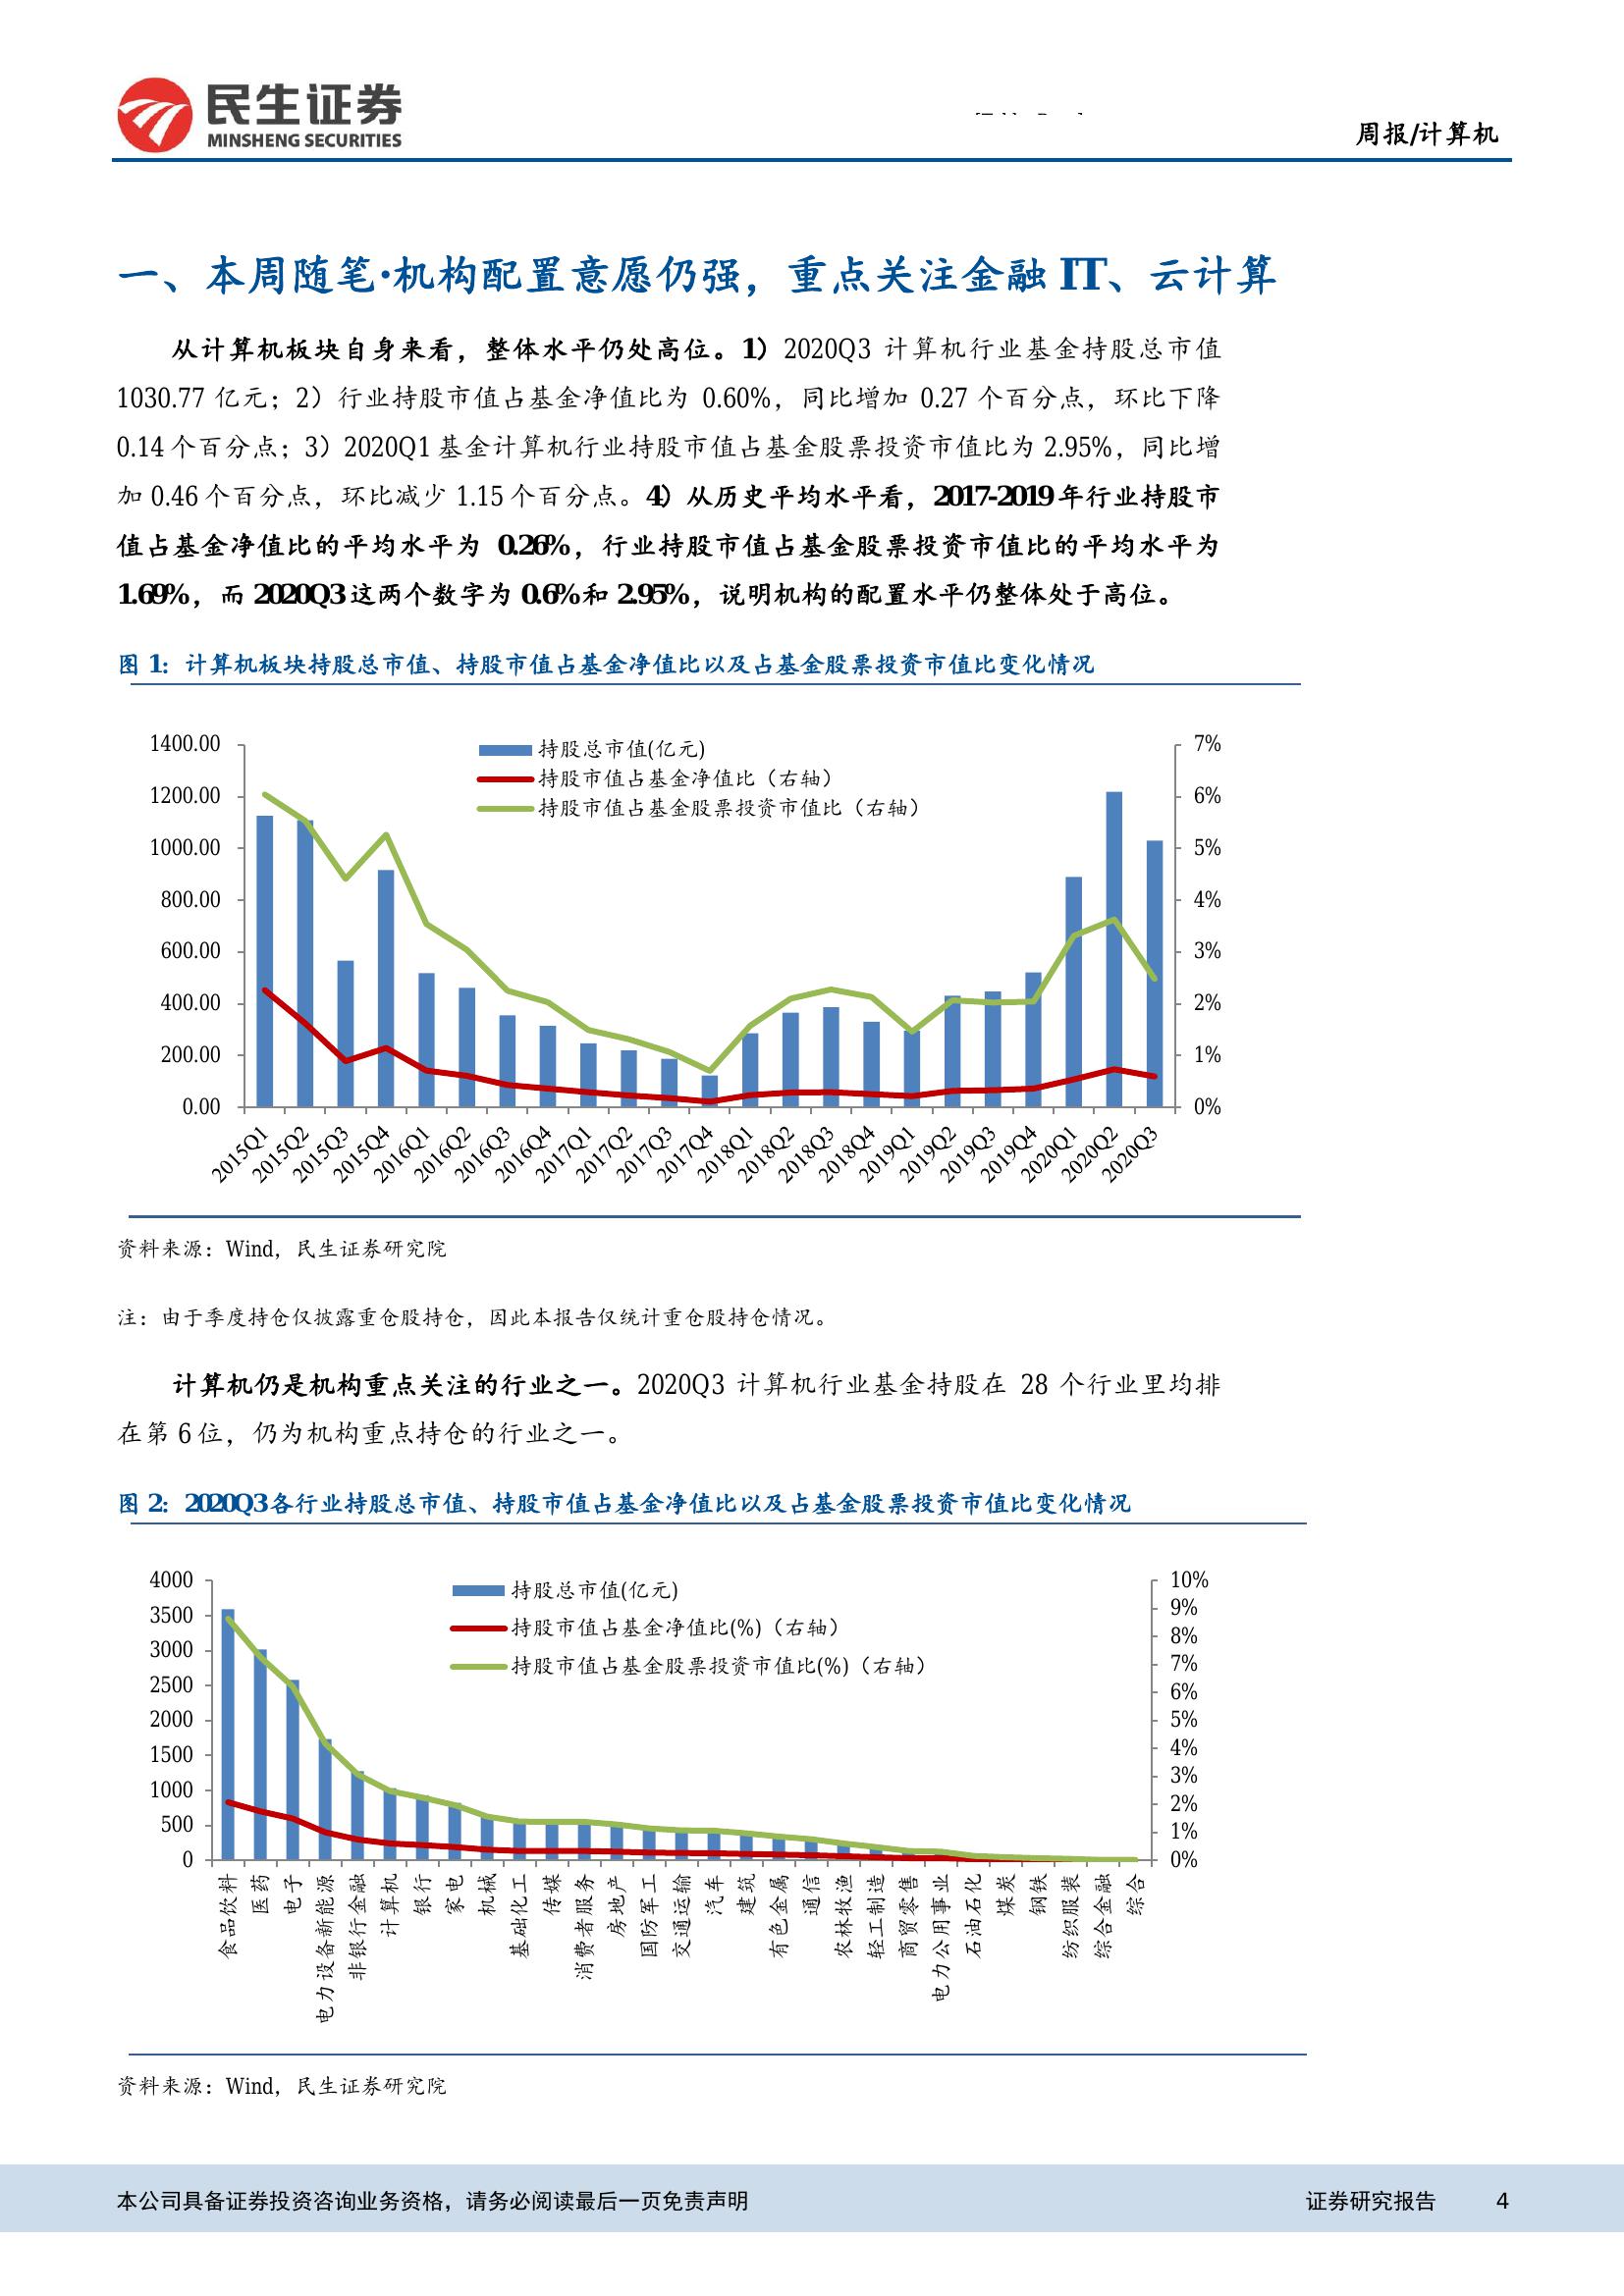 民生证券
MINSHENG SECURITIES
周报/计算机
一、本周随笔·机构配置意愿仍强，重点关注金融 IT、云计算
从计算机板块自身来看，整体水平仍处高位。1）2020Q3 计算机行业基金持股总市值
1030.77 亿元；2）行业持股市值占基金净值比为 0.60%，同比增加 0.27 个百分点，环比下降
0.14 个百分点；3）2020Q1 基金计算机行业持股市值占基金股票投资市值比为 2.95%，同比增
加 0.46 个百分点，环比减少 1.15 个百分点。4）从历史平均水平看，2017-2019 年行业持股市
值占基金净值比的平均水平为 0.26%，行业持股市值占基金股票投资市值比的平均水平为
1.69%，而 2020Q3 这两个数字为 0.6%和 2.95%，说明机构的配置水平仍整体处于高位。
图 1：计算机板块持股总市值、持股市值占基金净值比以及占基金股票投资市值比变化情况
持股总市值(亿元)
持股市值占基金净值比（右轴）
持股市值占基金股票投资市值比（右轴）
1400.00
1200.00
1000.00
800.00
600.00
400.00
200.00
0.00
7%
6%
5%
4%
3%
2%
1%
0%
2015Q1
2015Q2
2015Q3
2015Q4
2016Q1
2016Q2
2016Q3
2016Q4
2017Q1
2017Q2
2017Q3
2017Q4
2018Q1
2018Q2
2018Q3
2018Q4
2019Q1
2019Q2
2019Q3
2019Q4
2020Q1
2020Q2
2020Q3
资料来源：Wind，民生证券研究院
注：由于季度持仓仅披露重仓股持仓，因此本报告仅统计重仓股持仓情况。
计算机仍是机构重点关注的行业之一。2020Q3 计算机行业基金持股在 28 个行业里均排
在第 6 位，仍为机构重点持仓的行业之一。
图 2：2020Q3 各行业持股总市值、持股市值占基金净值比以及占基金股票投资市值比变化情况
持股总市值(亿元)
持股市值占基金净值比(%)（右轴）
持股市值占基金股票投资市值比(%)（右轴）
4000
3500
3000
2500
2000
1500
1000
500
0
10%
9%
8%
7%
6%
5%
4%
3%
2%
1%
0%
食品饮料
医药
电子
电力设备新能源
非银行金融
计算机
银行
家电
机械
基础化工
传媒
消费者服务
房地产
国防军工
交通运输
汽车
建筑
有色金属
通信
农林牧渔
轻工制造
商贸零售
电力公用事业
石油石化
煤炭
钢铁
纺织服装
综合金融
综合
资料来源：Wind，民生证券研究院
本公司具备证券投资咨询业务资格，请务必阅读最后一页免责声明
证券研究报告 4